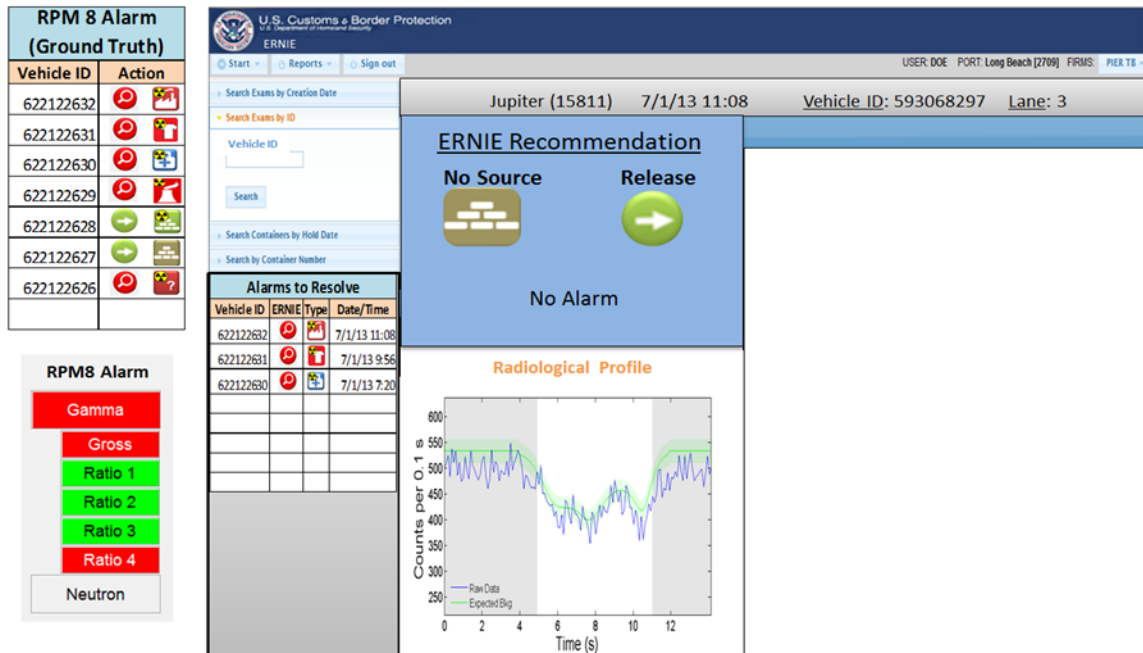 RPM 8 Alarm
(Ground Truth)
Vehicle ID Action
622122632
622122631
622122630
622122629
622122628
622122627
622122626
RPM8 Alarm
Gamma
Gross
Ratio 1
Ratio 2
Ratio 3
Ratio 4
Neutron
U.S. Customs & Border Protection
U.S. Department of Homeland Security
ERNIE
Start Reports Sign out
USER: DOE PORT: Long Beach [2709] FIRMS: PIER T8
Search Exams by Creation Date
Search Exams by ID
Vehicle ID
Search
Search Containers by Hold Date
Search by Container Number
Alarms to Resolve
Vehicle ID ERNIE Type Date/Time
622122632 7/1/13 11:08
622122631 7/1/13 9:56
622122630 7/1/13 7:20
Jupiter (15811) 7/1/13 11:08 Vehicle ID: 593068297 Lane: 3
ERNIE Recommendation
No Source Release
No Alarm
Radiological Profile
Counts per 0.1 s
600
550
500
450
400
350
300
250
Raw Data
Expected Bkg
0 2 4 6 8 10 12
Time (s)